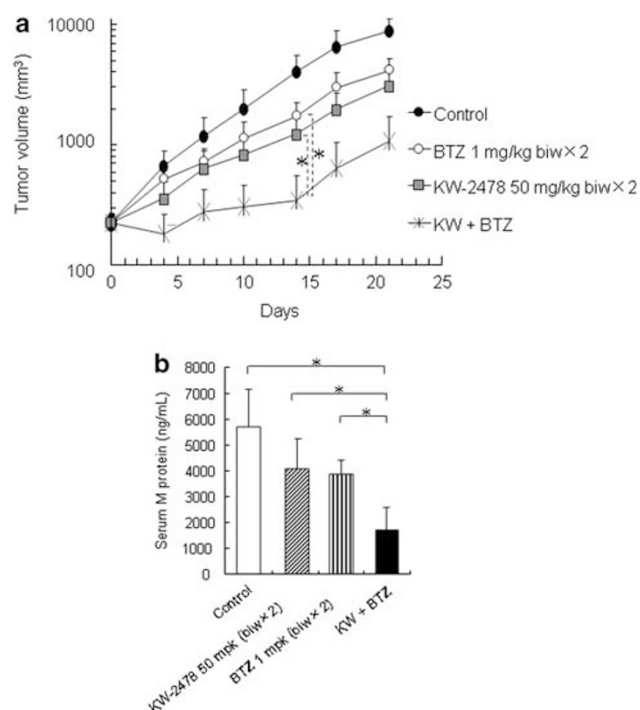 a
10000
1000
100
Tumor volume (mm³)
0 5 10 15 20 25
Days
Control
BTZ 1 mg/kg biw×2
KW-2478 50 mg/kg biw×2
KW + BTZ
* *
b
8000
7000
6000
5000
4000
3000
2000
1000
0
Serum M protein (ng/mL)
*
*
*
Control
KW-2478 50 mpk (biw×2)
BTZ 1 mpk (biw×2)
KW + BTZ